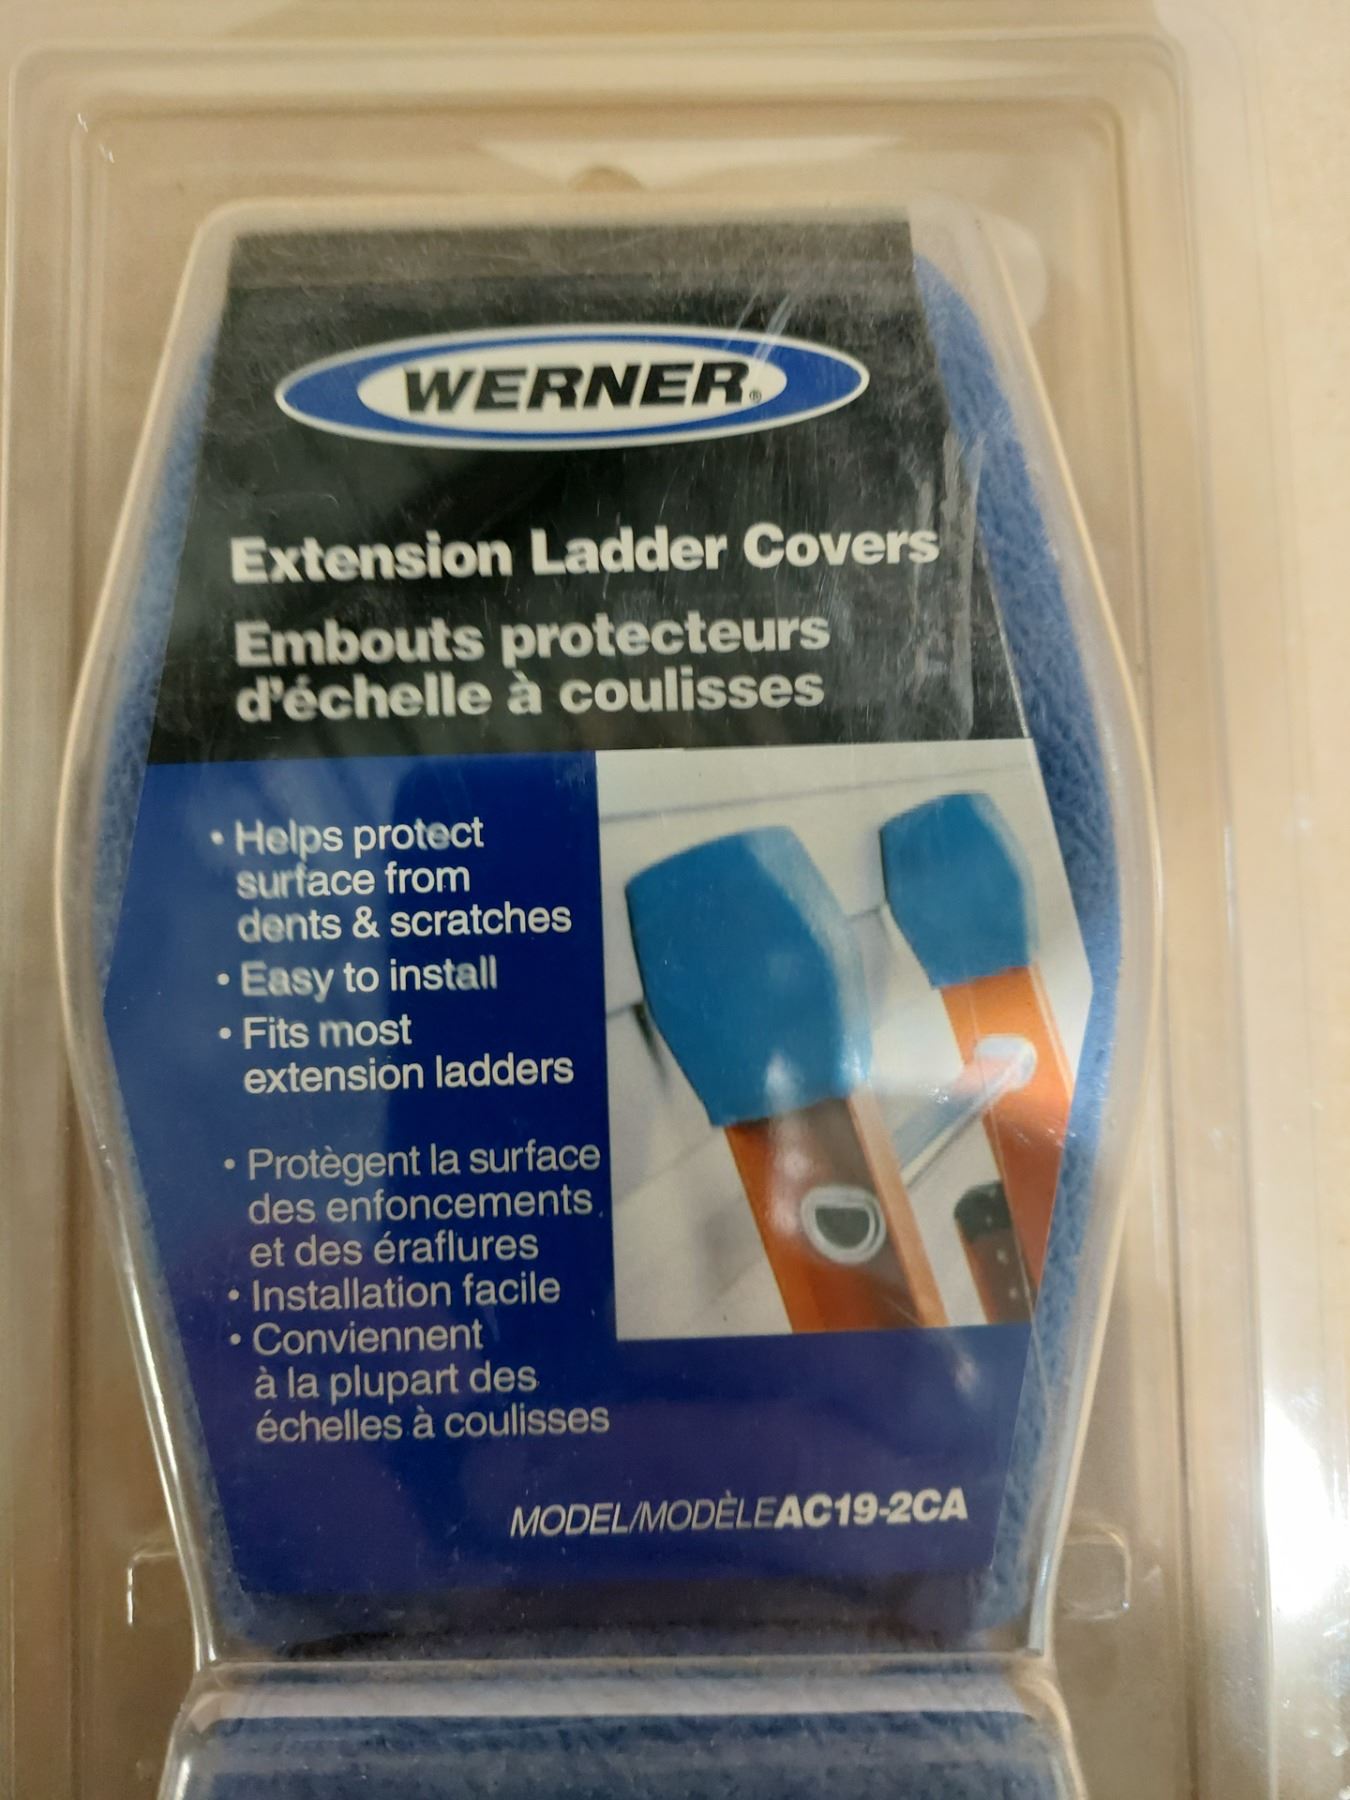 WERNER®
Extension Ladder Covers
Embouts protecteurs
d'échelle à coulisses
• Helps protect
surface from
dents & scratches
• Easy to install
• Fits most
extension ladders
• Protègent la surface
des enfoncements
et des éraflures
• Installation facile
• Conviennent
à la plupart des
échelles à coulisses
MODEL/MODÈLE AC19-2CA